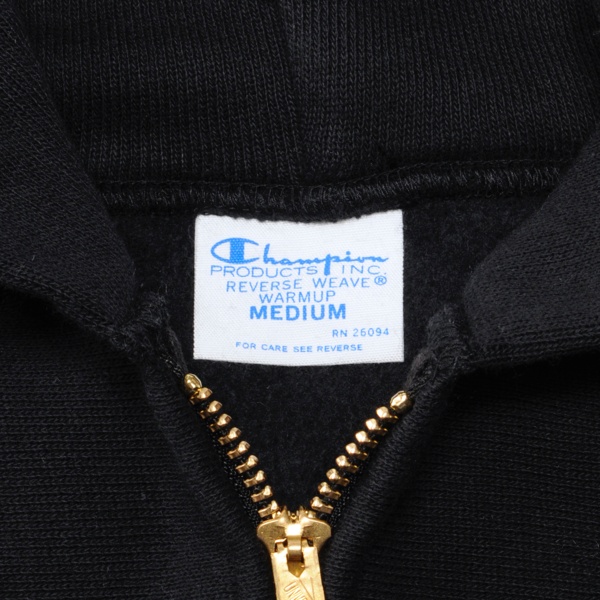 Champion
PRODUCTS INC.
REVERSE WEAVE®
WARMUP
MEDIUM
RN 26094
FOR CARE SEE REVERSE